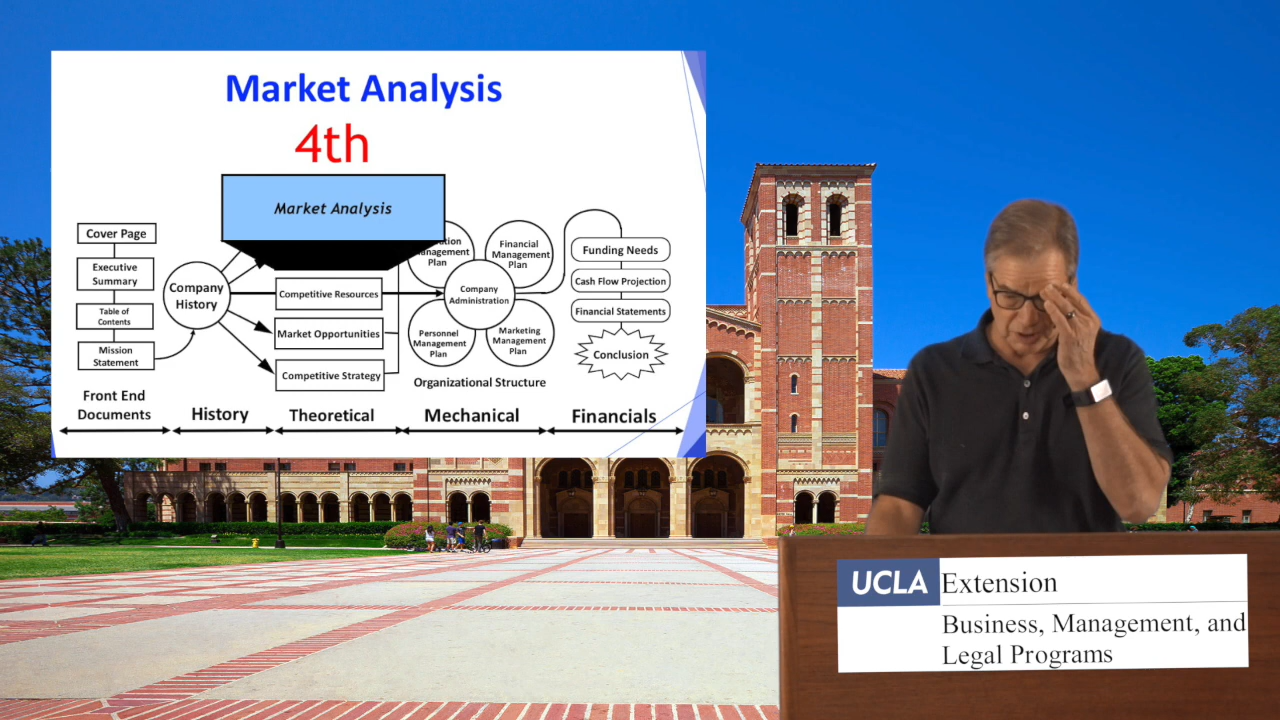 Market Analysis
4th
Market Analysis
Cover Page
Executive
Summary
Table of
Contents
Mission
Statement
Company
History
Competitive Resources
Market Opportunities
Competitive Strategy
Plan
Financial
Management
Plan
Company
Administration
Personnel
Management
Plan
Marketing
Management
Plan
Organizational Structure
Funding Needs
Cash Flow Projection
Financial Statements
Conclusion
Front End
Documents
History
Theoretical
Mechanical
Financials
UCLA Extension
Business, Management, and
Legal Programs